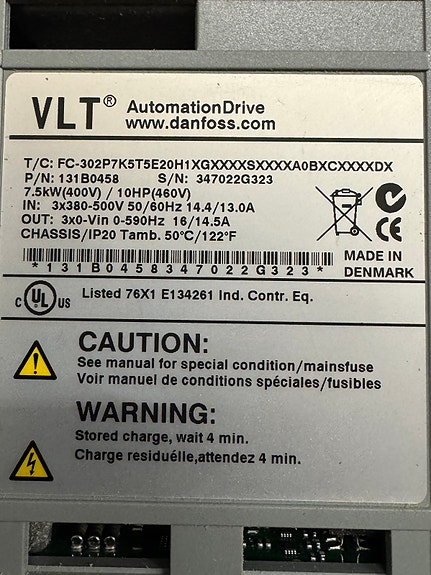 VLT® AutomationDrive
www.danfoss.com
T/C: FC-302P7K5T5E20H1XGXXXXSXXXXA0BXCXXXXDX
P/N: 131B0458 S/N: 347022G323
7.5kW(400V) / 10HP(460V)
IN: 3x380-500V 50/60Hz 14.4/13.0A
OUT: 3x0-Vin 0-590Hz 16/14.5A
CHASSIS/IP20 Tamb. 50°C/122°F
*131B0458347022G323*
MADE IN
DENMARK
C UL US Listed 76X1 E134261 Ind. Contr. Eq.
CAUTION:
See manual for special condition/mainsfuse
Voir manuel de conditions spéciales/fusibles
WARNING:
Stored charge, wait 4 min.
Charge residuélle,attendez 4 min.